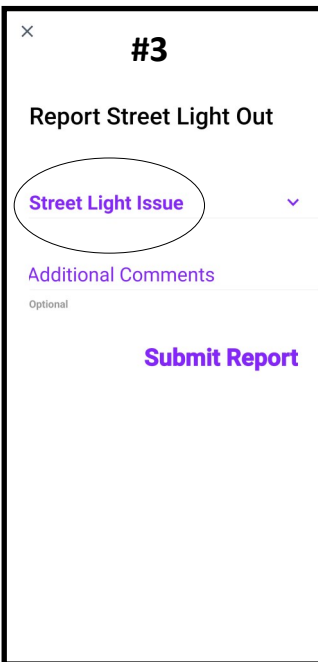 #3
Report Street Light Out
Street Light Issue
Additional Comments
Optional
Submit Report